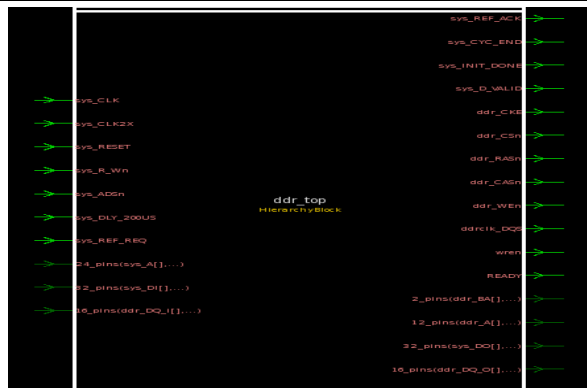 sys_REF_ACK
sys_CYC_END
sys_INIT_DONE
sys_D_VALID
ddr_CKE
ddr_CSn
ddr_RASn
ddr_CASn
ddr_WEn
ddrclk_DQS
wren
READY
2_pins(ddr_BA[],...)
12_pins(ddr_A[],...)
32_pins(sys_DO[],...)
16_pins(ddr_DQ_O[],...)
sys_CLK
sys_CLK2X
sys_RESET
sys_R_Wn
sys_ADSn
sys_DLY_200US
sys_REF_REQ
24_pins(sys_A[],...)
32_pins(sys_DI[],...)
16_pins(ddr_DQ_I[],...)
ddr_top
HierarchyBlock